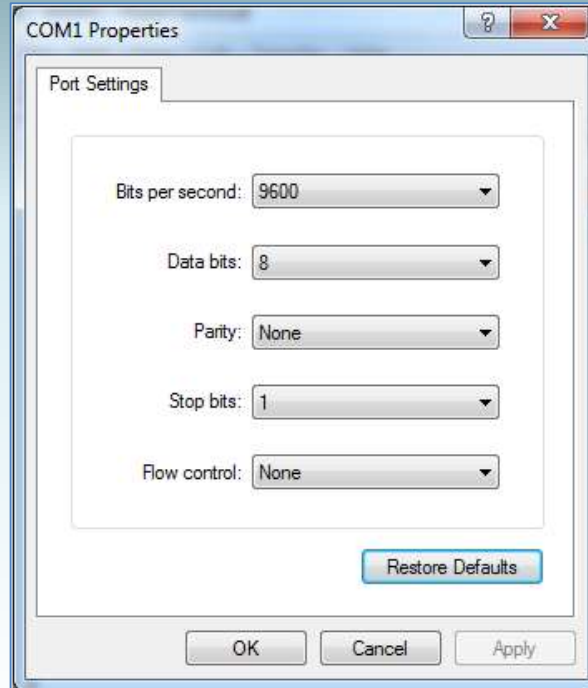 COM1 Properties
Port Settings
Bits per second: 9600
Data bits: 8
Parity: None
Stop bits: 1
Flow control: None
Restore Defaults
OK Cancel Apply